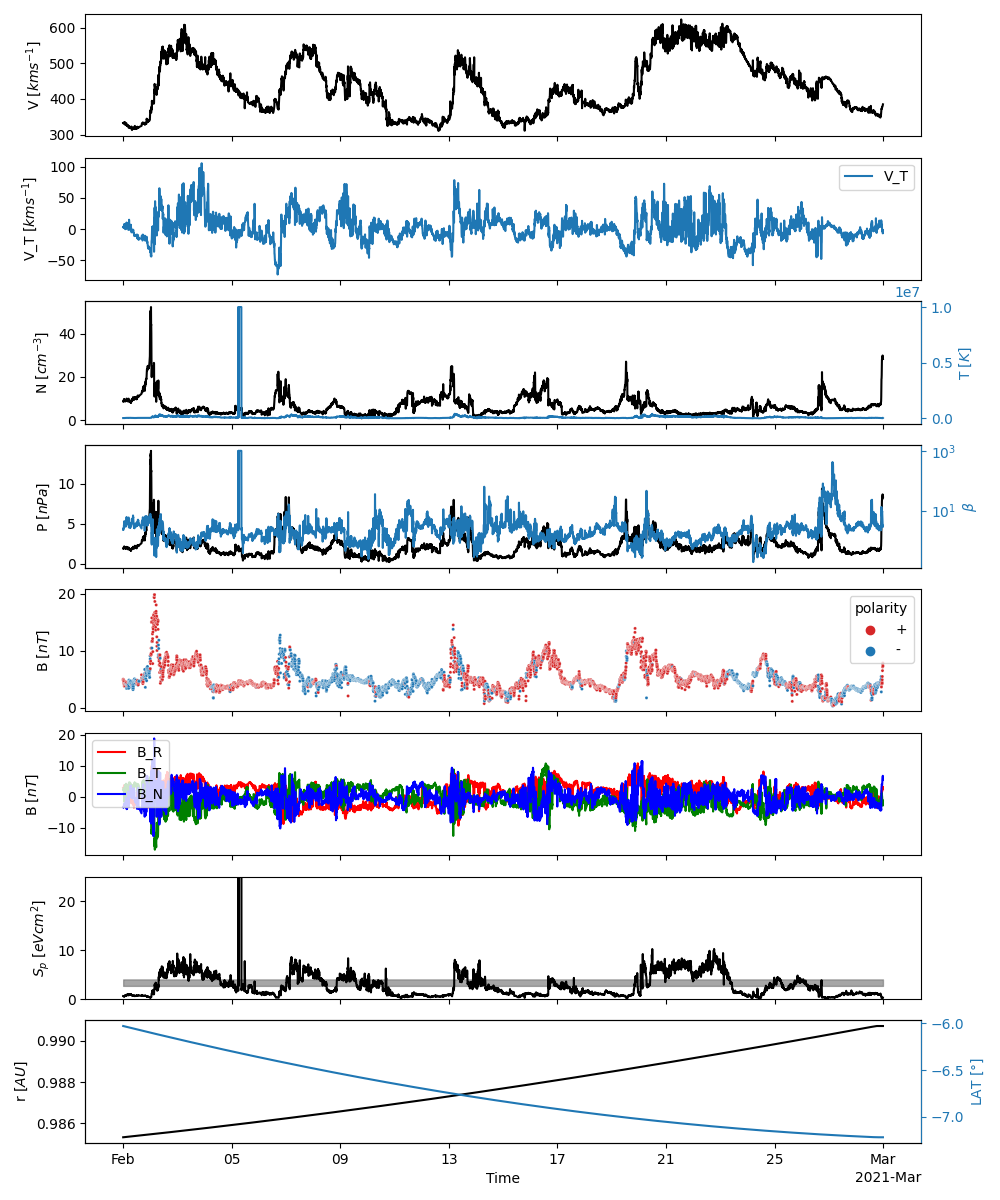 600
500
400
300
V [kms⁻¹]
100
50
0
−50
V_T [kms⁻¹]
V_T
1e7
40
20
0
N [cm⁻³]
1.0
0.5
0.0
T [K]
10
5
0
P [nPa]
10³
10¹
β
20
10
0
B [nT]
polarity
+
-
20
10
0
−10
B [nT]
B_R
B_T
B_N
20
10
0
Sₚ [eVcm²]
0.990
0.988
0.986
r [AU]
−6.0
−6.5
−7.0
LAT [°]
Feb 05 09 13 17 21 25 Mar
Time
2021-Mar